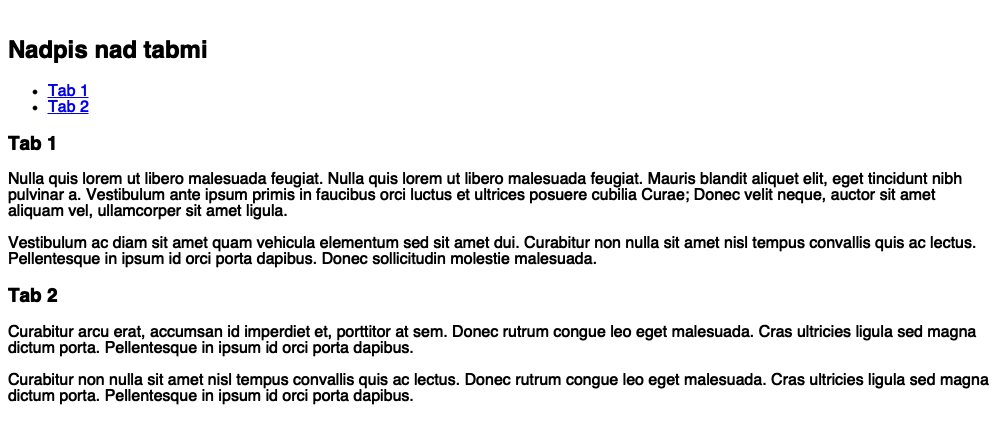 Nadpis nad tabmi
Tab 1
Tab 2
Tab 1
Nulla quis lorem ut libero malesuada feugiat. Nulla quis lorem ut libero malesuada feugiat. Mauris blandit aliquet elit, eget tincidunt nibh
pulvinar a. Vestibulum ante ipsum primis in faucibus orci luctus et ultrices posuere cubilia Curae; Donec velit neque, auctor sit amet
aliquam vel, ullamcorper sit amet ligula.
Vestibulum ac diam sit amet quam vehicula elementum sed sit amet dui. Curabitur non nulla sit amet nisl tempus convallis quis ac lectus.
Pellentesque in ipsum id orci porta dapibus. Donec sollicitudin molestie malesuada.
Tab 2
Curabitur arcu erat, accumsan id imperdiet et, porttitor at sem. Donec rutrum congue leo eget malesuada. Cras ultricies ligula sed magna
dictum porta. Pellentesque in ipsum id orci porta dapibus.
Curabitur non nulla sit amet nisl tempus convallis quis ac lectus. Donec rutrum congue leo eget malesuada. Cras ultricies ligula sed magna
dictum porta. Pellentesque in ipsum id orci porta dapibus.